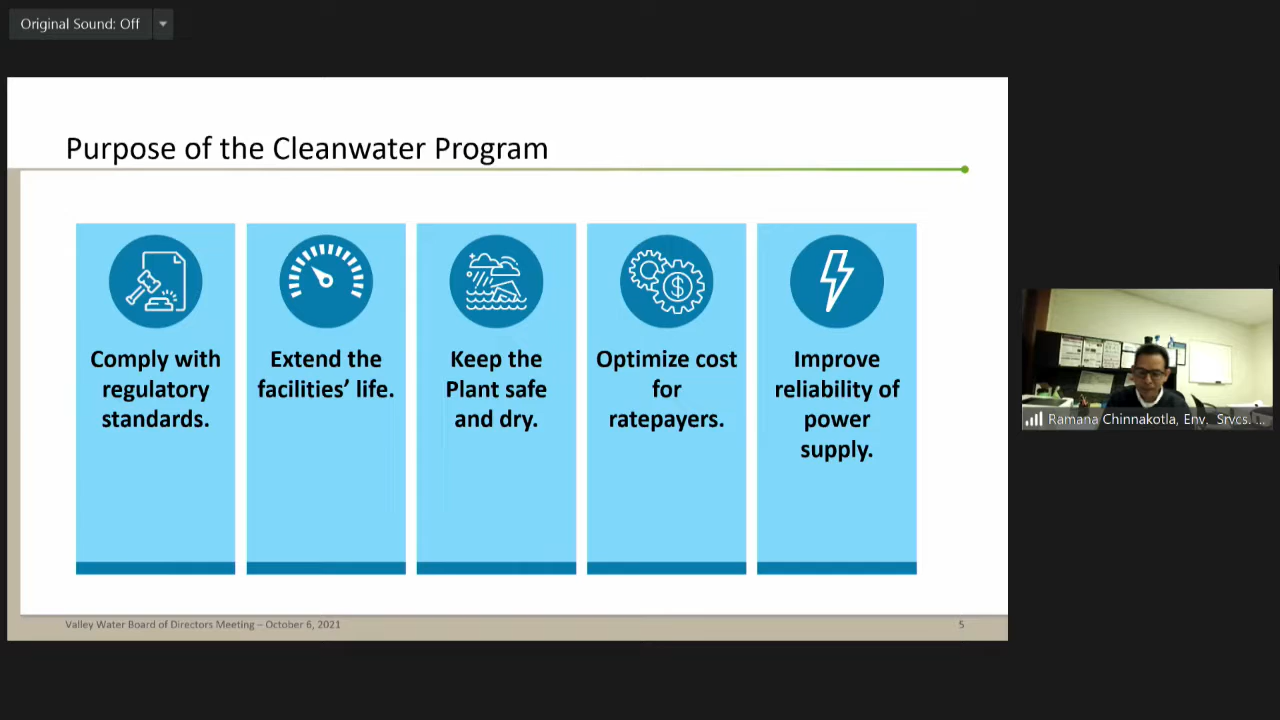 Original Sound: Off
Purpose of the Cleanwater Program
Comply with
regulatory
standards.
Extend the
facilities’ life.
Keep the
Plant safe
and dry.
Optimize cost
for
ratepayers.
$
Improve
reliability of
power
supply.
Ramana Chinnakotla, Env. Srvcs. ...
Valley Water Board of Directors Meeting – October 6, 2021
5